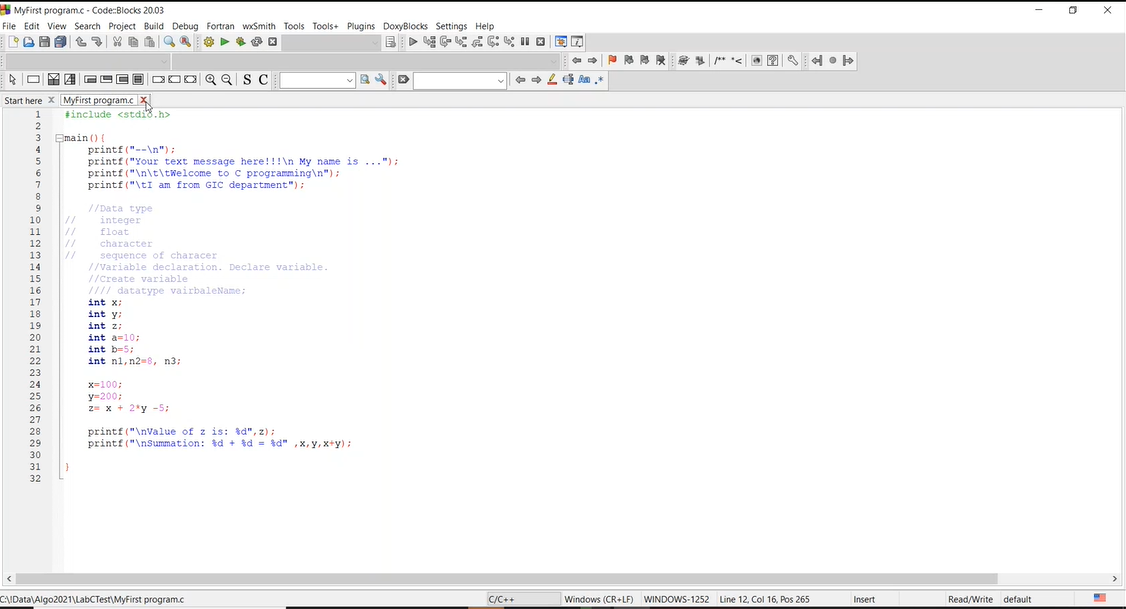 MyFirst program.c - Code::Blocks 20.03
File Edit View Search Project Build Debug Fortran wxSmith Tools Tools+ Plugins DoxyBlocks Settings Help
/** *<
S C
Aa .*
Start here MyFirst program.c
1 #include <stdio.h>
2
3 main(){
4 printf("--\n");
5 printf("Your text message here!!!\n My name is ...");
6 printf("\n\t\tWelcome to C programming\n");
7 printf("\tI am from GIC department");
8
9 //Data type
10 // integer
11 // float
12 // character
13 // sequence of characer
14 //Variable declaration. Declare variable.
15 //Create variable
16 //// datatype vairbaleName;
17 int x;
18 int y;
19 int z;
20 int a=10;
21 int b=5;
22 int n1,n2=8, n3;
23
24 x=100;
25 y=200;
26 z= x + 2*y -5;
27
28 printf("\nValue of z is: %d",z);
29 printf("\nSummation: %d + %d = %d" ,x,y,x+y);
30
31 }
32
C:\!Data\Algo2021\LabCTest\MyFirst program.c C/C++ Windows (CR+LF) WINDOWS-1252 Line 12, Col 16, Pos 265 Insert Read/Write default